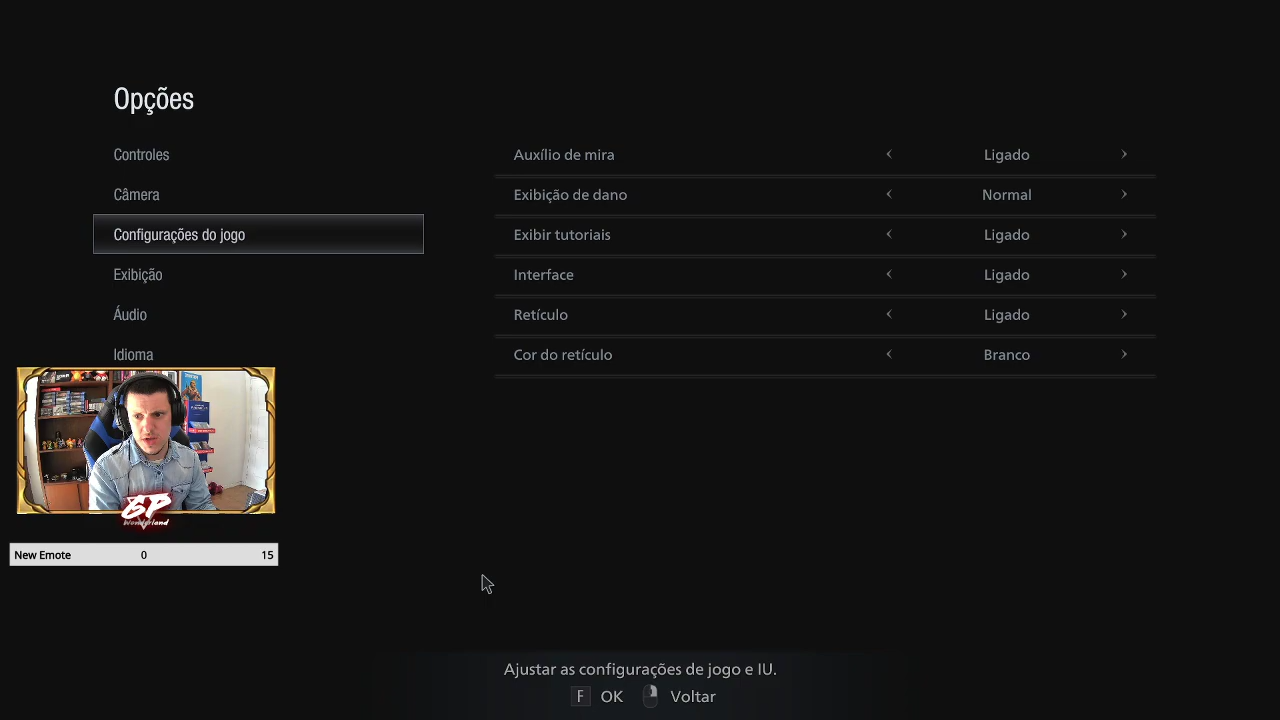 Opções
Controles
Câmera
Configurações do jogo
Exibição
Áudio
Idioma
Auxílio de mira Ligado
Exibição de dano Normal
Exibir tutoriais Ligado
Interface Ligado
Retículo Ligado
Cor do retículo Branco
GP
Wonderland
New Emote 0 15
Ajustar as configurações de jogo e IU.
F OK Voltar